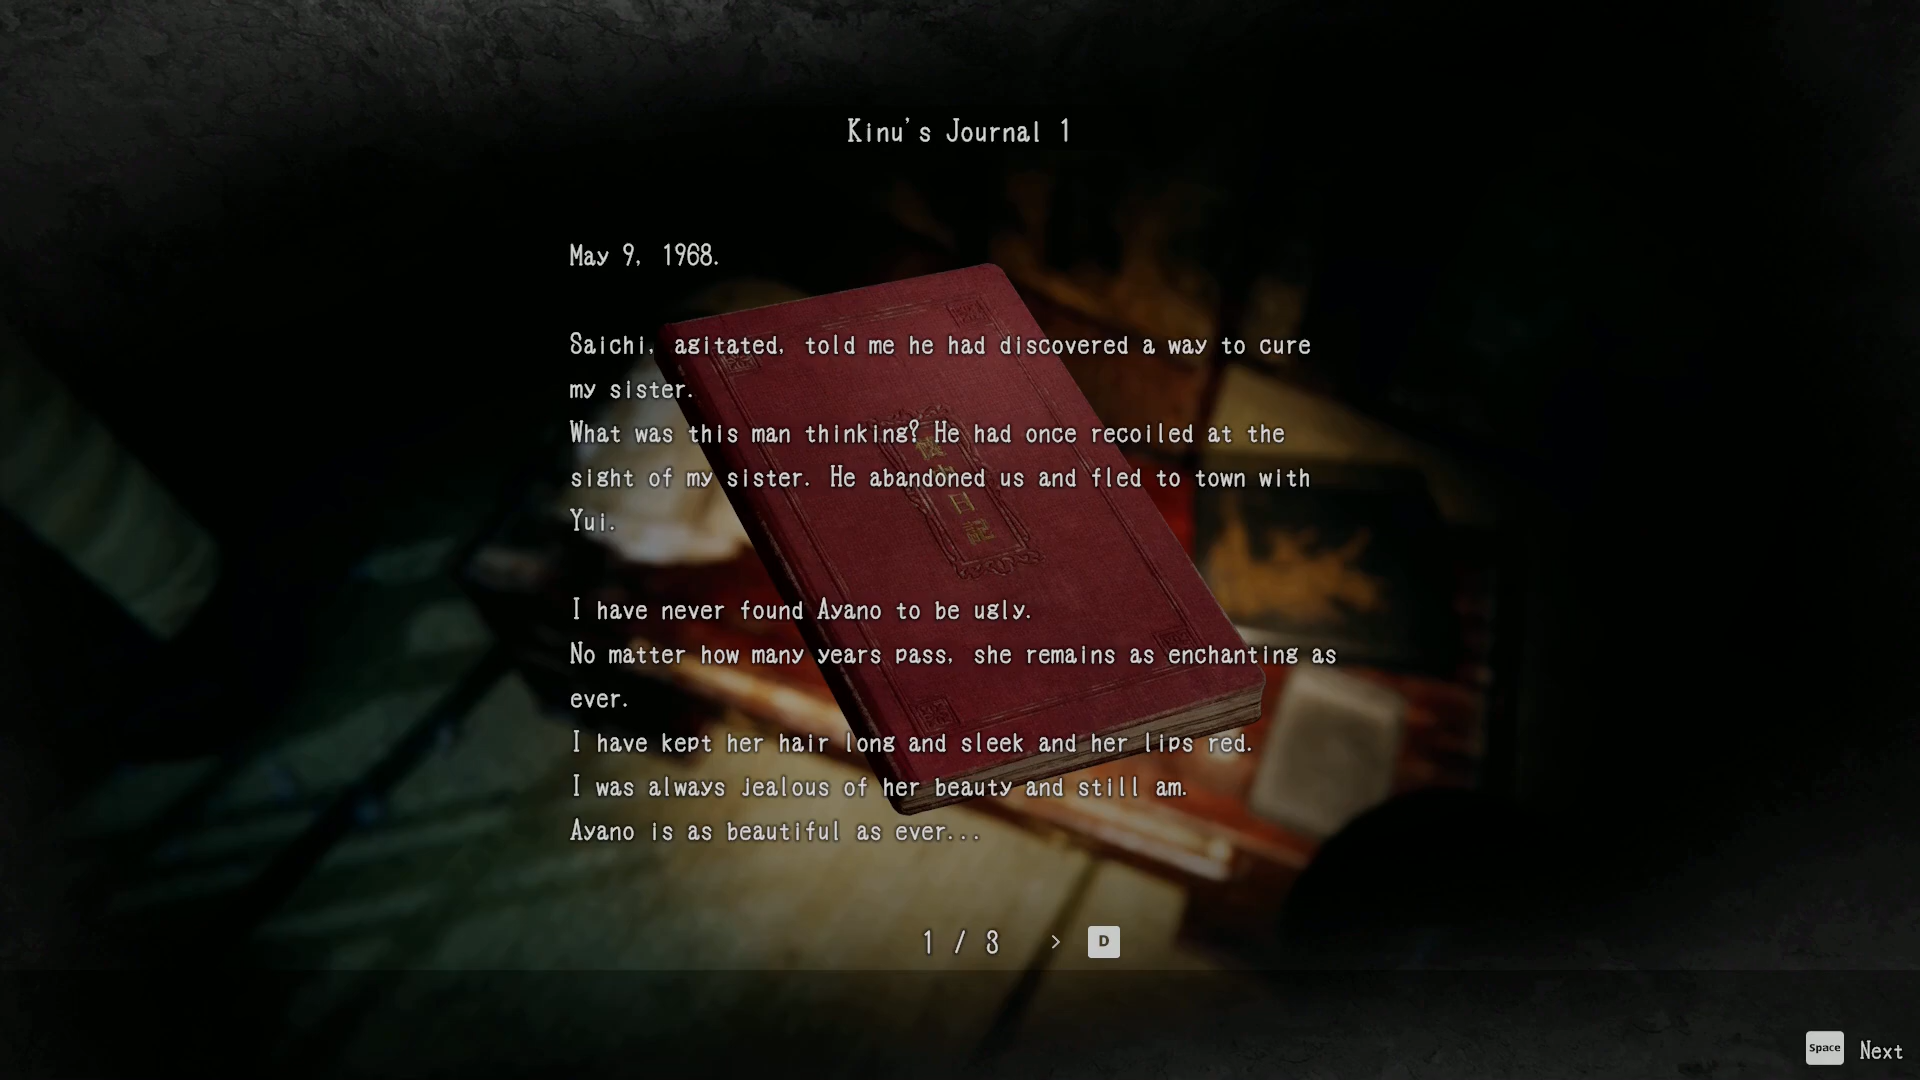 Kinu's Journal 1
May 9, 1968.
Saichi, agitated, told me he had discovered a way to cure
my sister.
What was this man thinking? He had once recoiled at the
sight of my sister. He abandoned us and fled to town with
Yui.
I have never found Ayano to be ugly.
No matter how many years pass, she remains as enchanting as
ever.
I have kept her hair long and sleek and her lips red.
I was always jealous of her beauty and still am.
Ayano is as beautiful as ever...
日記
1 / 3 > D
Space Next